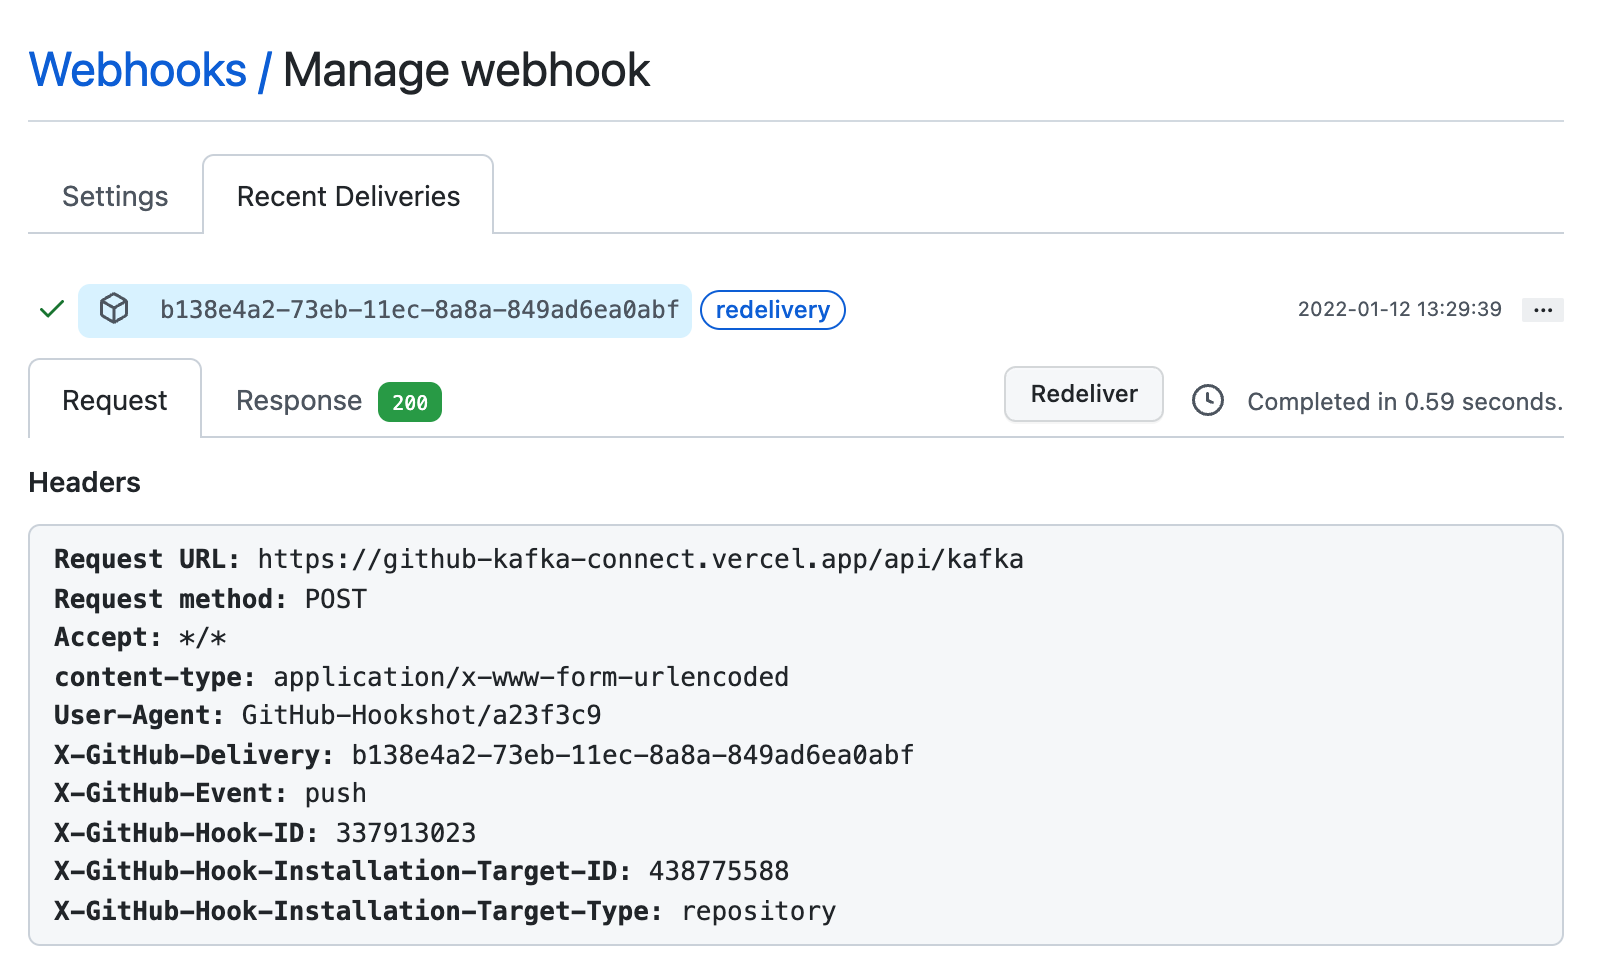 Webhooks / Manage webhook
Settings
Recent Deliveries
b138e4a2-73eb-11ec-8a8a-849ad6ea0abf redelivery 2022-01-12 13:29:39 ...
Request Response 200 Redeliver Completed in 0.59 seconds.
Headers
Request URL: https://github-kafka-connect.vercel.app/api/kafka
Request method: POST
Accept: */*
content-type: application/x-www-form-urlencoded
User-Agent: GitHub-Hookshot/a23f3c9
X-GitHub-Delivery: b138e4a2-73eb-11ec-8a8a-849ad6ea0abf
X-GitHub-Event: push
X-GitHub-Hook-ID: 337913023
X-GitHub-Hook-Installation-Target-ID: 438775588
X-GitHub-Hook-Installation-Target-Type: repository